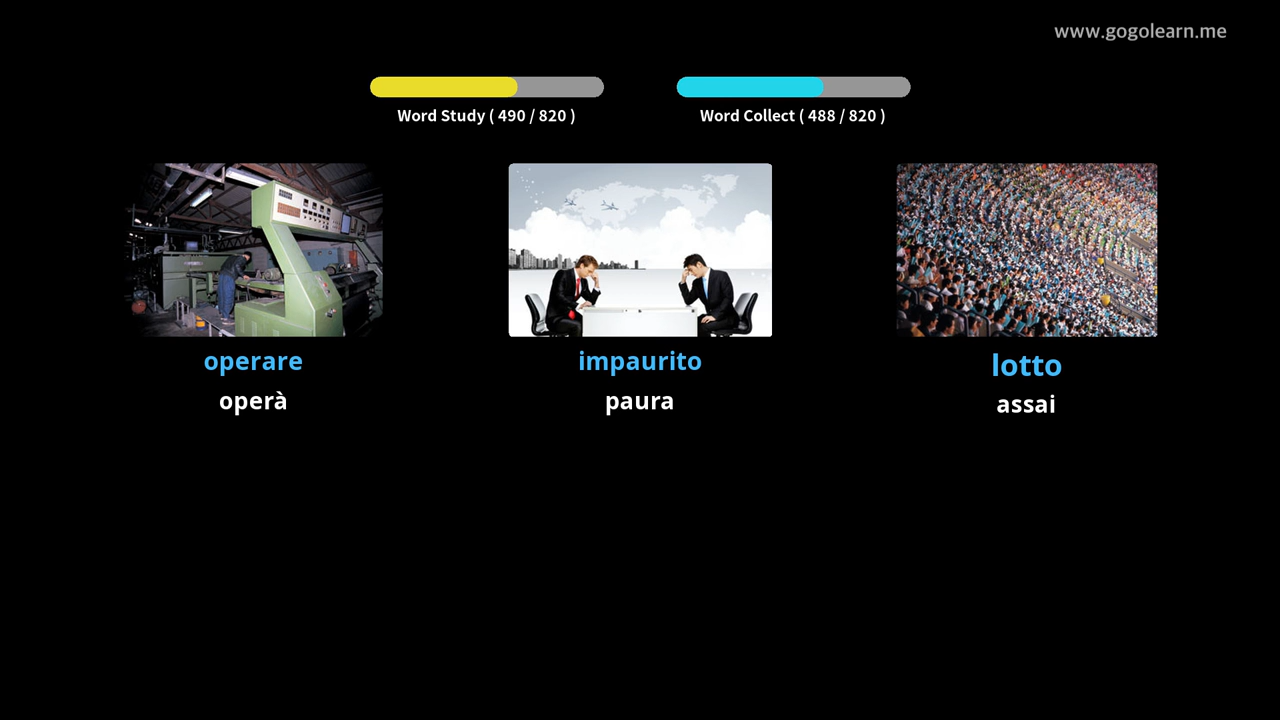 www.gogolearn.me
Word Study ( 490 / 820 )
Word Collect ( 488 / 820 )
operare
operà
impaurito
paura
lotto
assai